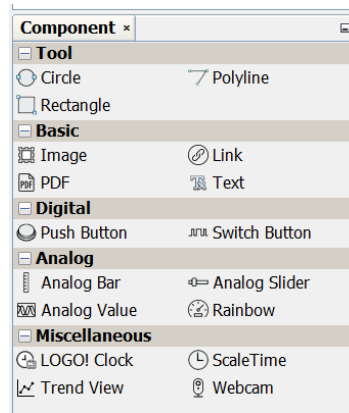 Component ×
Tool
Circle Polyline
Rectangle
Basic
Image Link
PDF Text
Digital
Push Button Switch Button
Analog
Analog Bar Analog Slider
Analog Value Rainbow
Miscellaneous
LOGO! Clock ScaleTime
Trend View Webcam